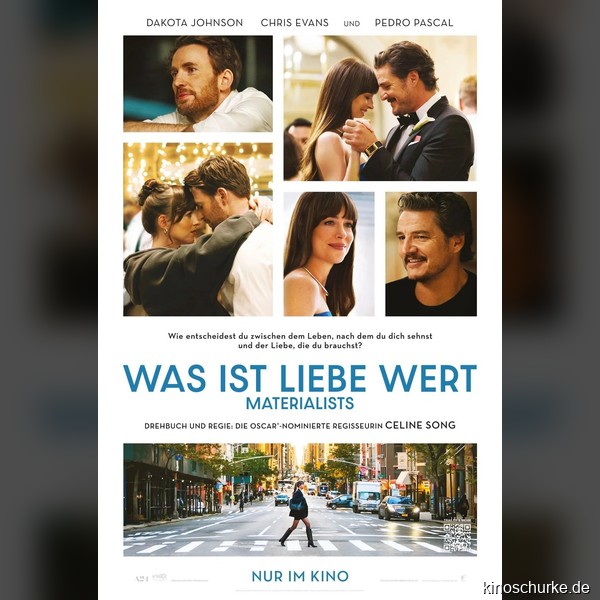 DAKOTA JOHNSON CHRIS EVANS UND PEDRO PASCAL
Wie entscheidest du zwischen dem Leben, nach dem du dich sehnst
und der Liebe, die du brauchst?
WAS IST LIEBE WERT
MATERIALISTS
DREHBUCH UND REGIE: DIE OSCAR®-NOMINIERTE REGISSEURIN CELINE SONG
A24
NUR IM KINO
kinoschurke.de